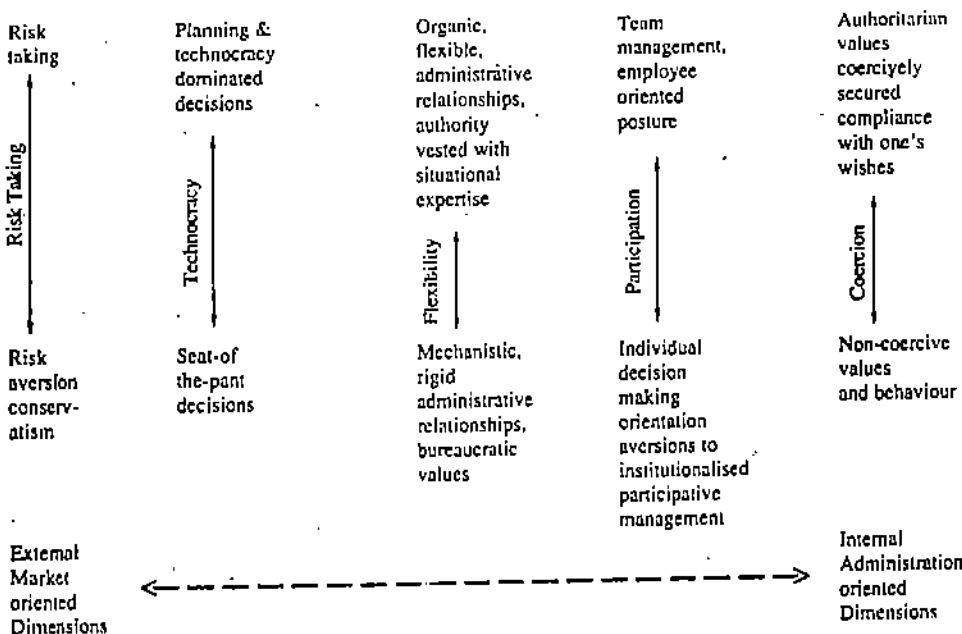 Risk
taking
Planning &
technocracy
dominated
decisions
Organic,
flexible,
administrative
relationships,
authority
vested with
situational
expertise
Team
management,
employee
oriented
posture
Authoritarian
values
coercively
secured
compliance
with one's
wishes
Risk Taking
Technocracy
Flexibility
Participation
Coercion
Risk
aversion
conserv-
atism
Seat-of
the-pant
decisions
Mechanistic,
rigid
administrative
relationships,
bureaucratic
values
Individual
decision
making
orientation
aversions to
institutionalised
participative
management
Non-coercive
values
and behaviour
External
Market
oriented
Dimensions
Internal
Administration
oriented
Dimensions